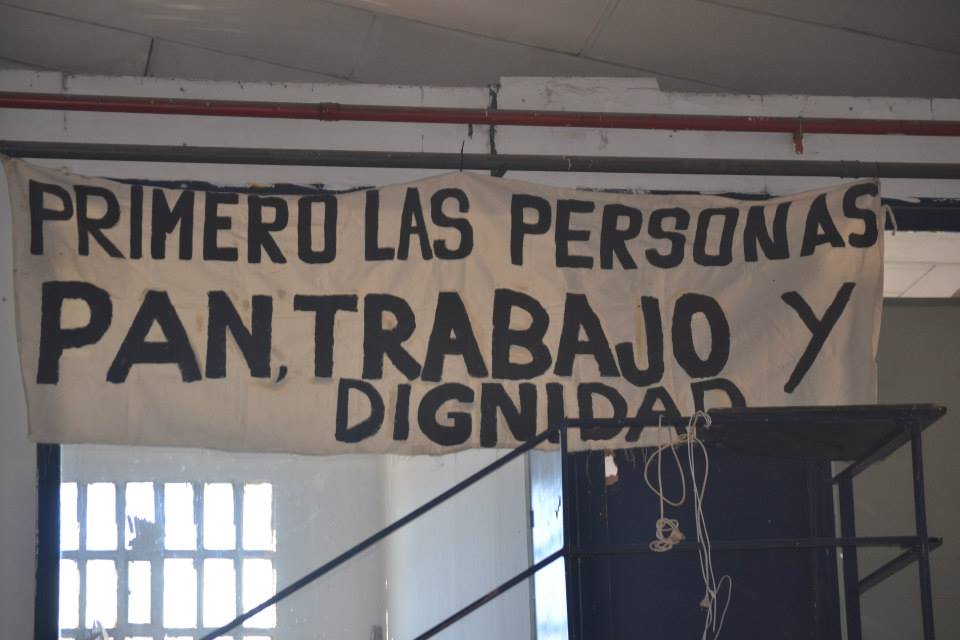 PRIMERO LAS PERSONAS
PAN, TRABAJO Y
DIGNIDAD